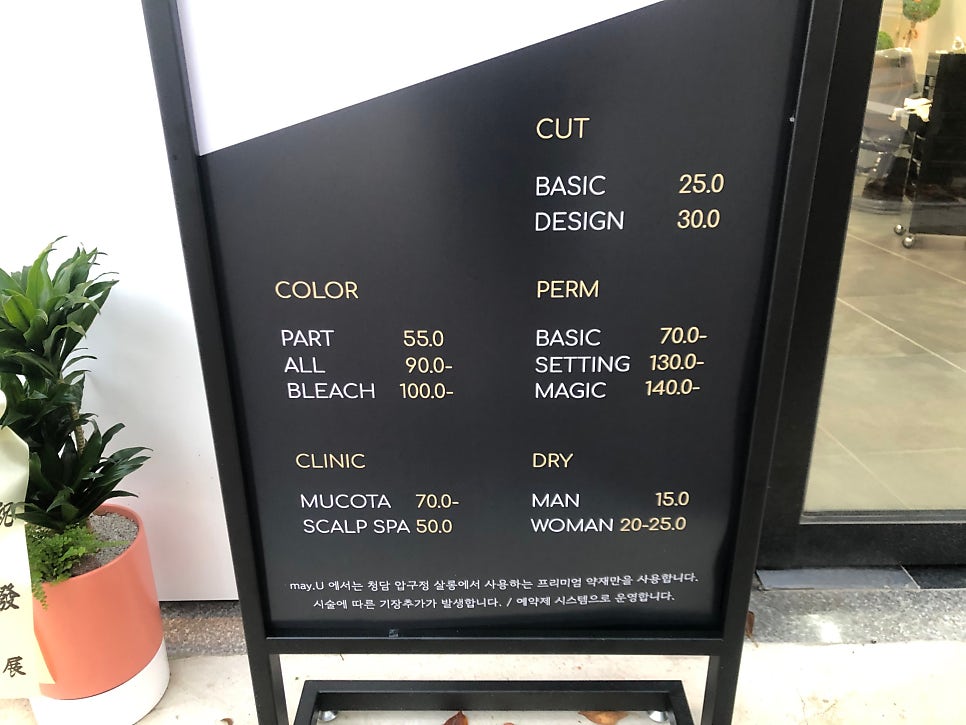 CUT
BASIC 25.0
DESIGN 30.0
COLOR
PART 55.0
ALL 90.0-
BLEACH 100.0-
PERM
BASIC 70.0-
SETTING 130.0-
MAGIC 140.0-
CLINIC
MUCOTA 70.0-
SCALP SPA 50.0
DRY
MAN 15.0
WOMAN 20-25.0
may.U 에서는 청담 압구정 살롱에서 사용하는 프리미엄 약재만을 사용합니다.
시술에 따른 기장추가가 발생합니다. / 예약제 시스템으로 운영합니다.
發
展